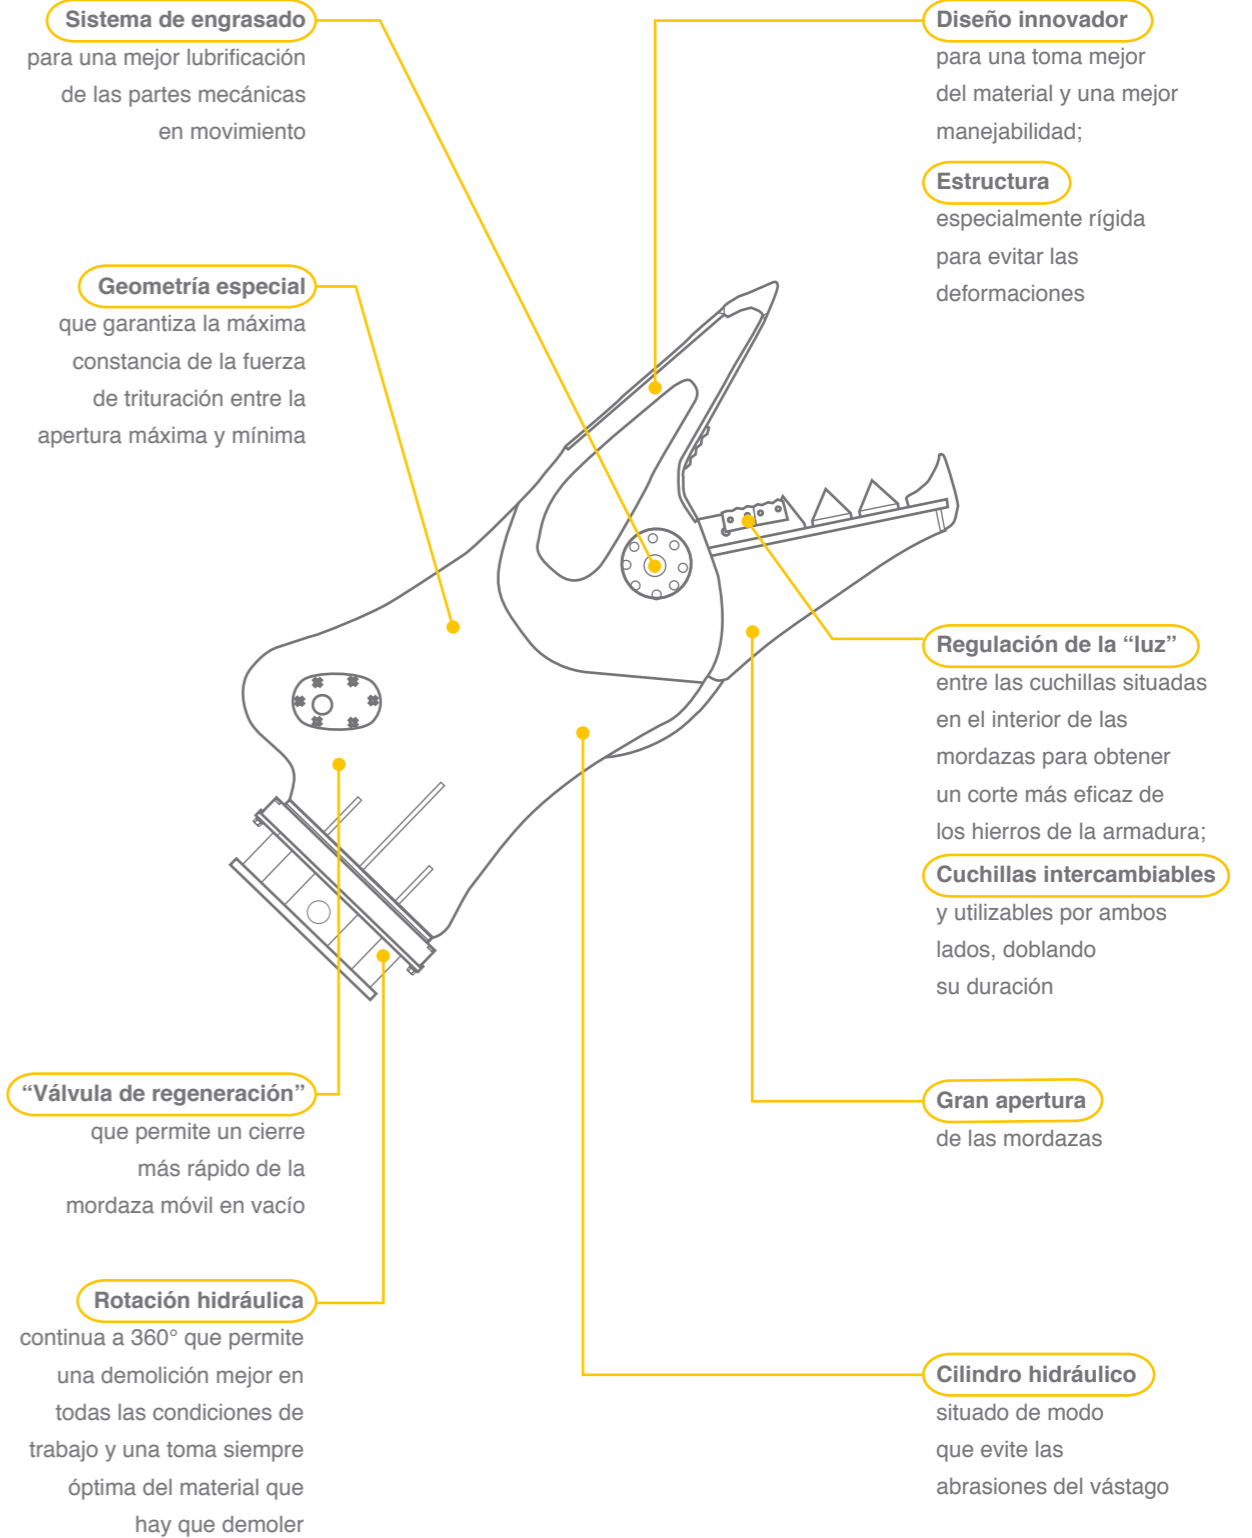 Sistema de engrasado
para una mejor lubrificación
de las partes mecánicas
en movimiento
Geometría especial
que garantiza la máxima
constancia de la fuerza
de trituración entre la
apertura máxima y mínima
“Válvula de regeneración”
que permite un cierre
más rápido de la
mordaza móvil en vacío
Rotación hidráulica
continua a 360° que permite
una demolición mejor en
todas las condiciones de
trabajo y una toma siempre
óptima del material que
hay que demoler
Diseño innovador
para una toma mejor
del material y una mejor
manejabilidad;
Estructura
especialmente rígida
para evitar las
deformaciones
Regulación de la “luz”
entre las cuchillas situadas
en el interior de las
mordazas para obtener
un corte más eficaz de
los hierros de la armadura;
Cuchillas intercambiables
y utilizables por ambos
lados, doblando
su duración
Gran apertura
de las mordazas
Cilindro hidráulico
situado de modo
que evite las
abrasiones del vástago